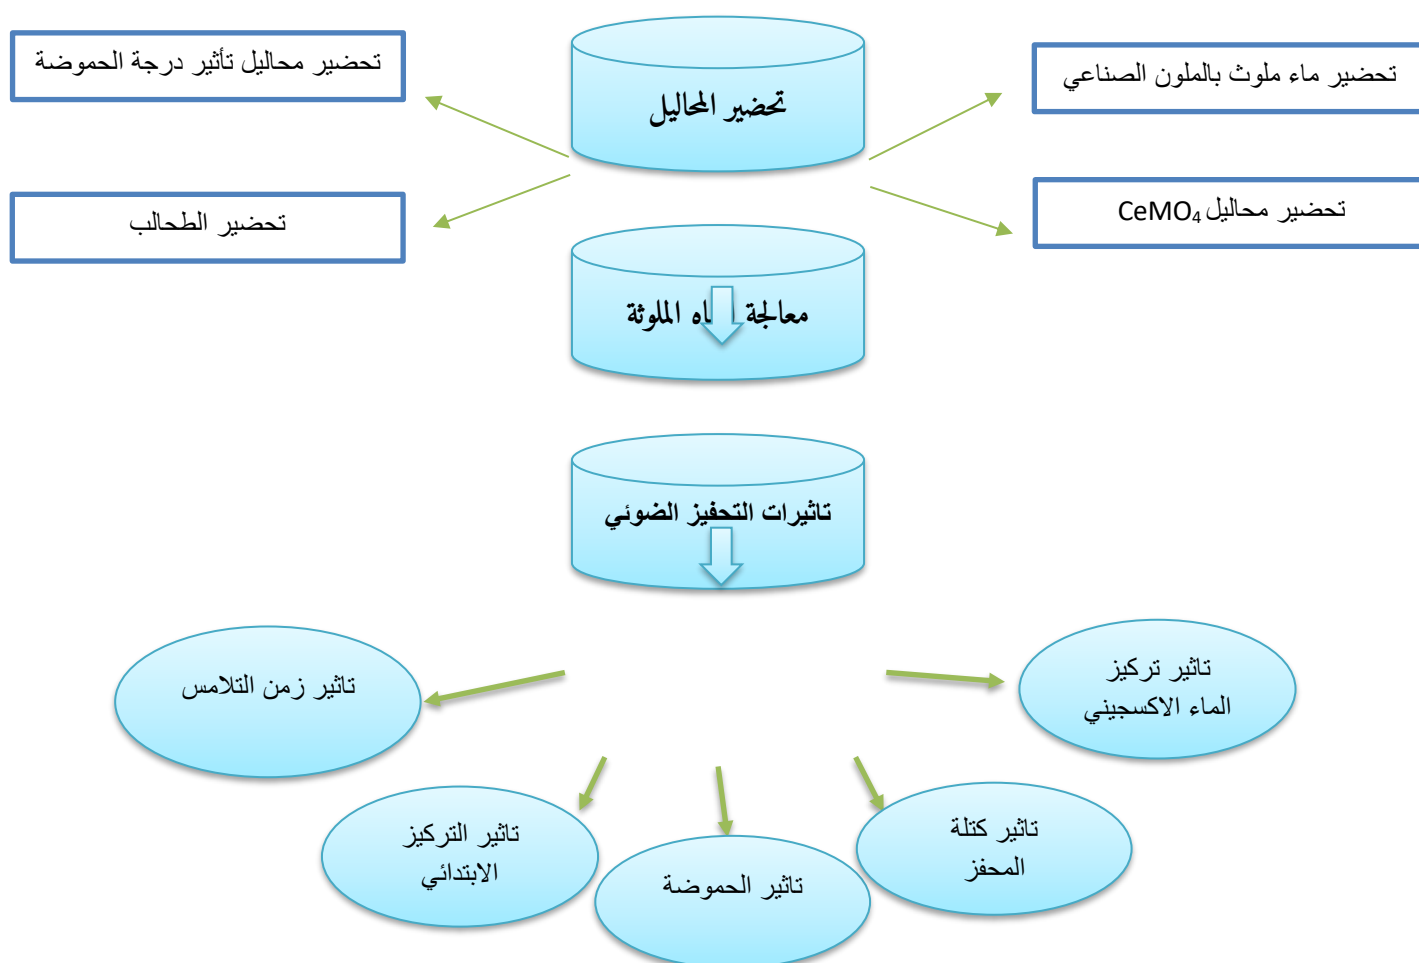 تحضير المحاليل
تحضير ماء ملوث بالملون الصناعي
تحضير محاليل تأثير درجة الحموضة
تحضير محاليل CeMO₄
تحضير الطحالب
معالجة الملوثة
تاثيرات التحفيز الضوئي
تاثير تركيز
الماء الاكسجيني
تاثير زمن التلامس
تاثير كتلة
المحفز
تاثير التركيز
الابتدائي
تاثير الحموضة